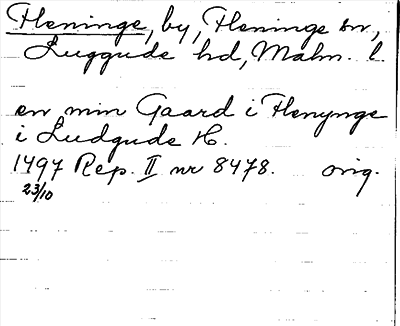 Fleninge, by, Fleninge sn,
Luggude hd, Malm. l
en min Gaard i Flenynge
i Ludgude H.
1497 Rep. II nr 8478. orig.
23/10